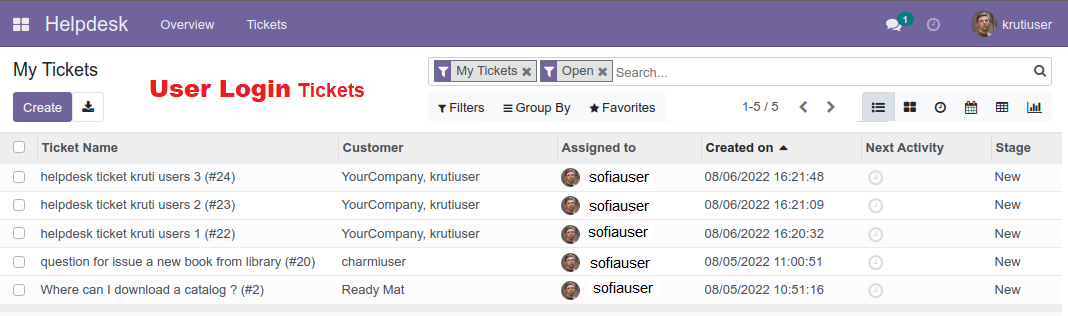 Helpdesk Overview Tickets 1 krutiuser
My Tickets My Tickets Open Search...
User Login Tickets
Create Filters Group By Favorites 1-5 / 5
Ticket Name Customer Assigned to Created on Next Activity Stage
helpdesk ticket kruti users 3 (#24) YourCompany, krutiuser sofiauser 08/06/2022 16:21:48 New
helpdesk ticket kruti users 2 (#23) YourCompany, krutiuser sofiauser 08/06/2022 16:21:09 New
helpdesk ticket kruti users 1 (#22) YourCompany, krutiuser sofiauser 08/06/2022 16:20:32 New
question for issue a new book from library (#20) charmiuser sofiauser 08/05/2022 11:00:51 New
Where can I download a catalog ? (#2) Ready Mat sofiauser 08/05/2022 10:51:16 New